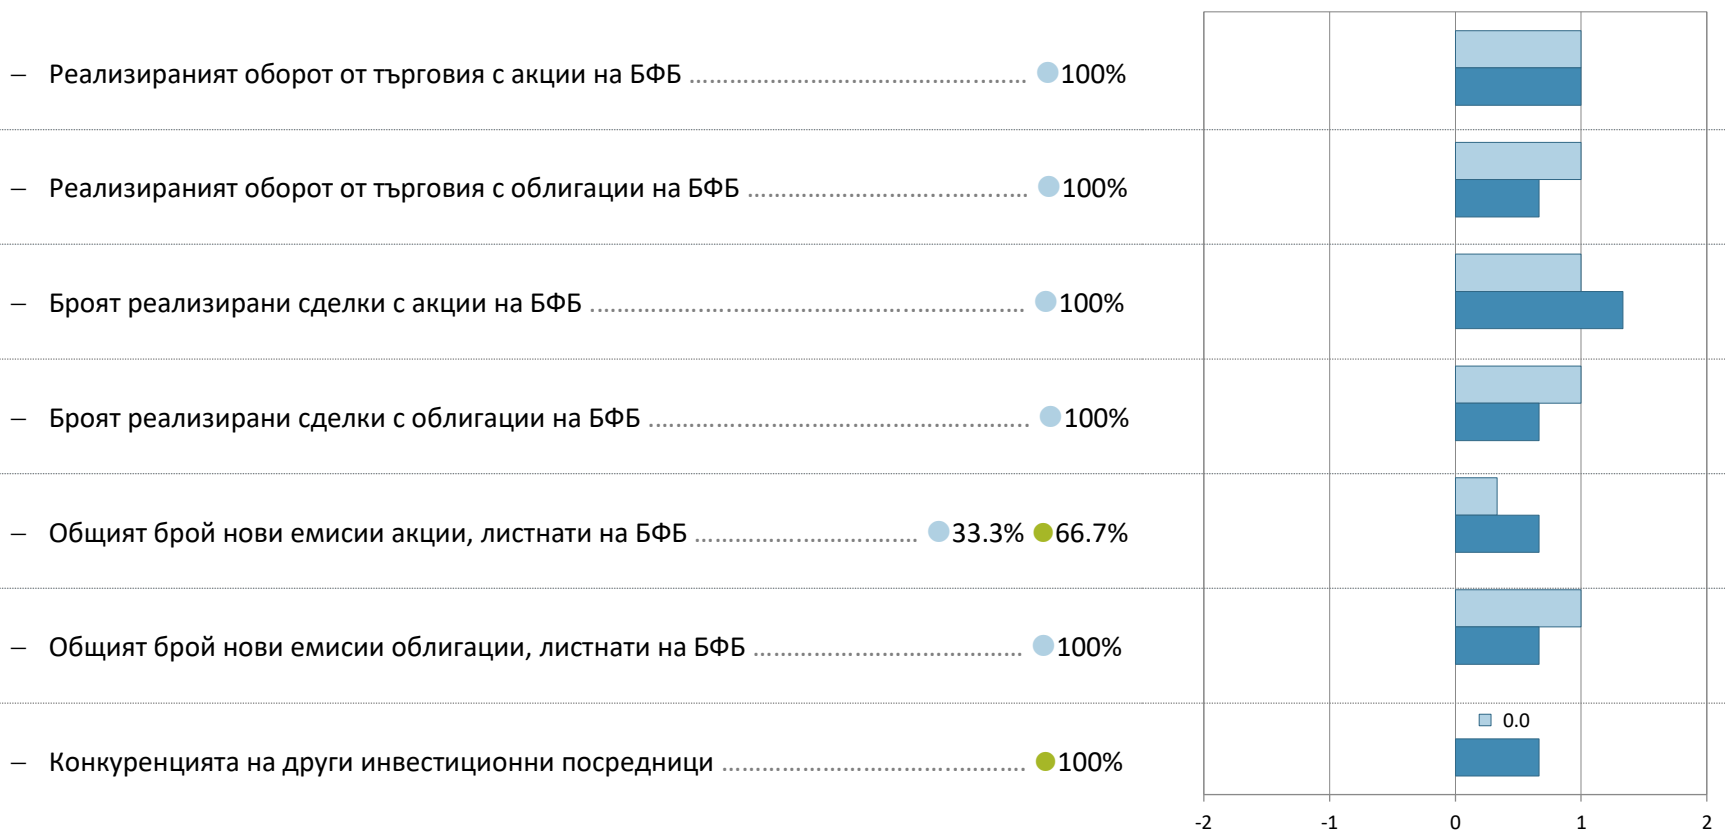 – Реализираният оборот от търговия с акции на БФБ ................................................ 100%
– Реализираният оборот от търговия с облигации на БФБ ........................................ 100%
– Броят реализирани сделки с акции на БФБ .............................................................. 100%
– Броят реализирани сделки с облигации на БФБ ...................................................... 100%
– Общият брой нови емисии акции, листнати на БФБ ................................ 33.3% 66.7%
– Общият брой нови емисии облигации, листнати на БФБ ...................................... 100%
0.0
– Конкуренцията на други инвестиционни посредници ........................................... 100%
-2 -1 0 1 2